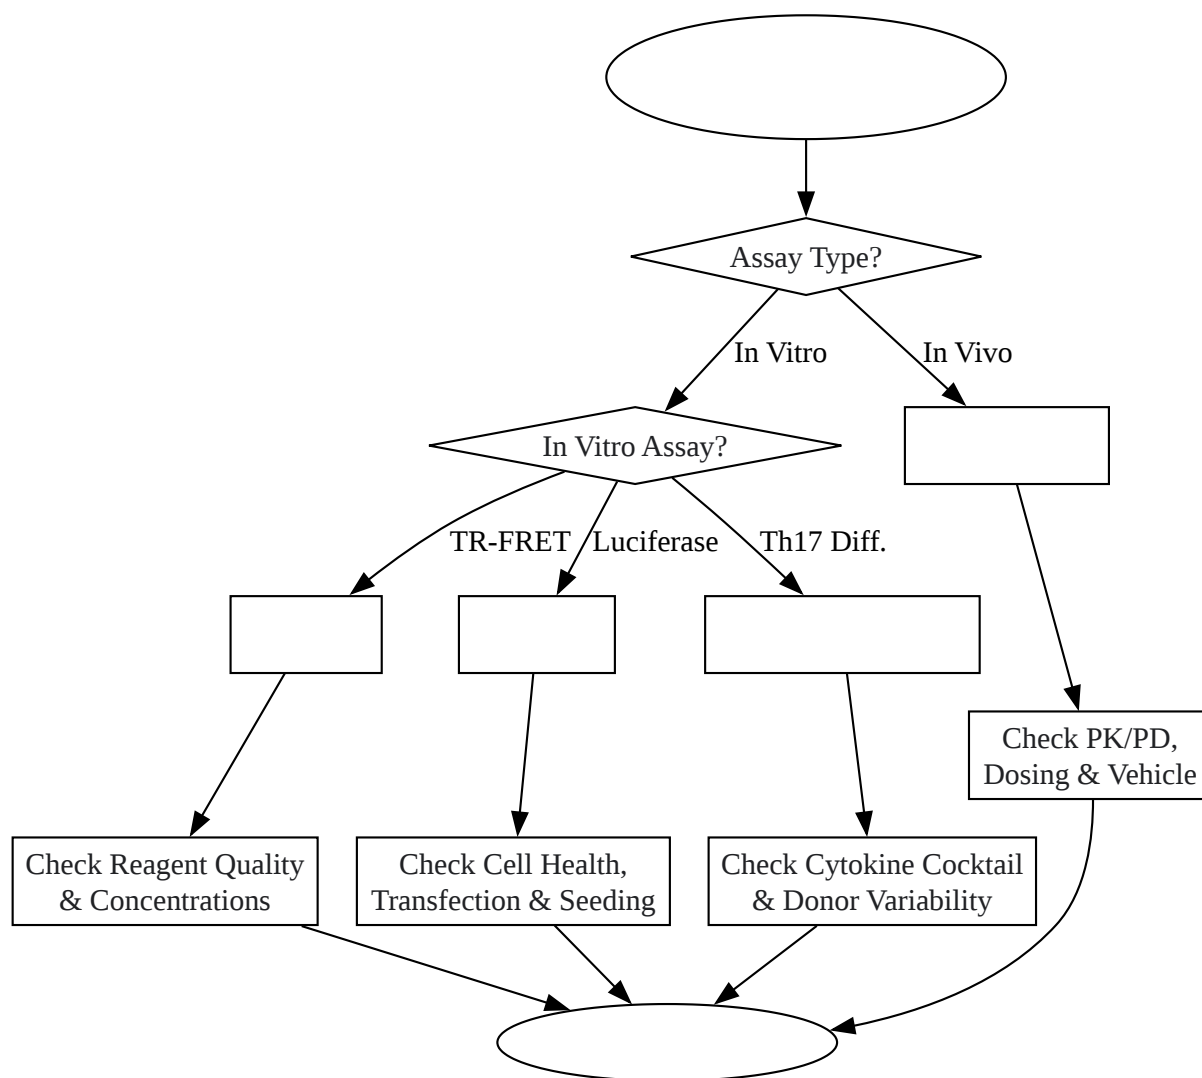 Assay Type?
In Vitro
In Vivo
In Vitro Assay?
TR-FRET
Luciferase
Th17 Diff.
Check PK/PD,
Dosing & Vehicle
Check Reagent Quality
& Concentrations
Check Cell Health,
Transfection & Seeding
Check Cytokine Cocktail
& Donor Variability